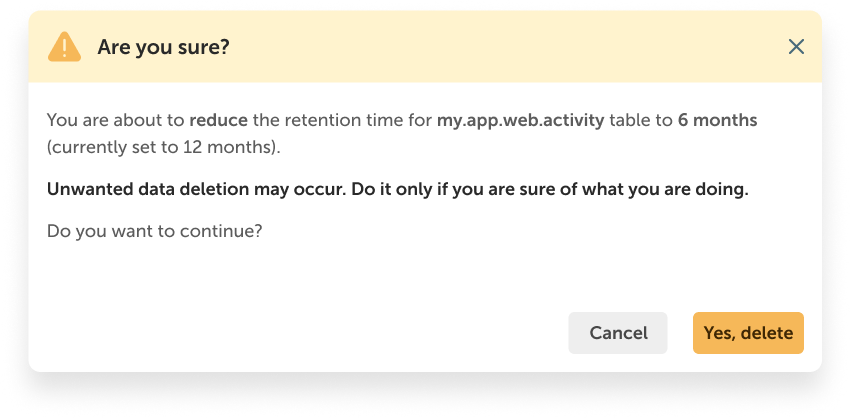 Are you sure?
You are about to reduce the retention time for my.app.web.activity table to 6 months
(currently set to 12 months).
Unwanted data deletion may occur. Do it only if you are sure of what you are doing.
Do you want to continue?
Cancel
Yes, delete